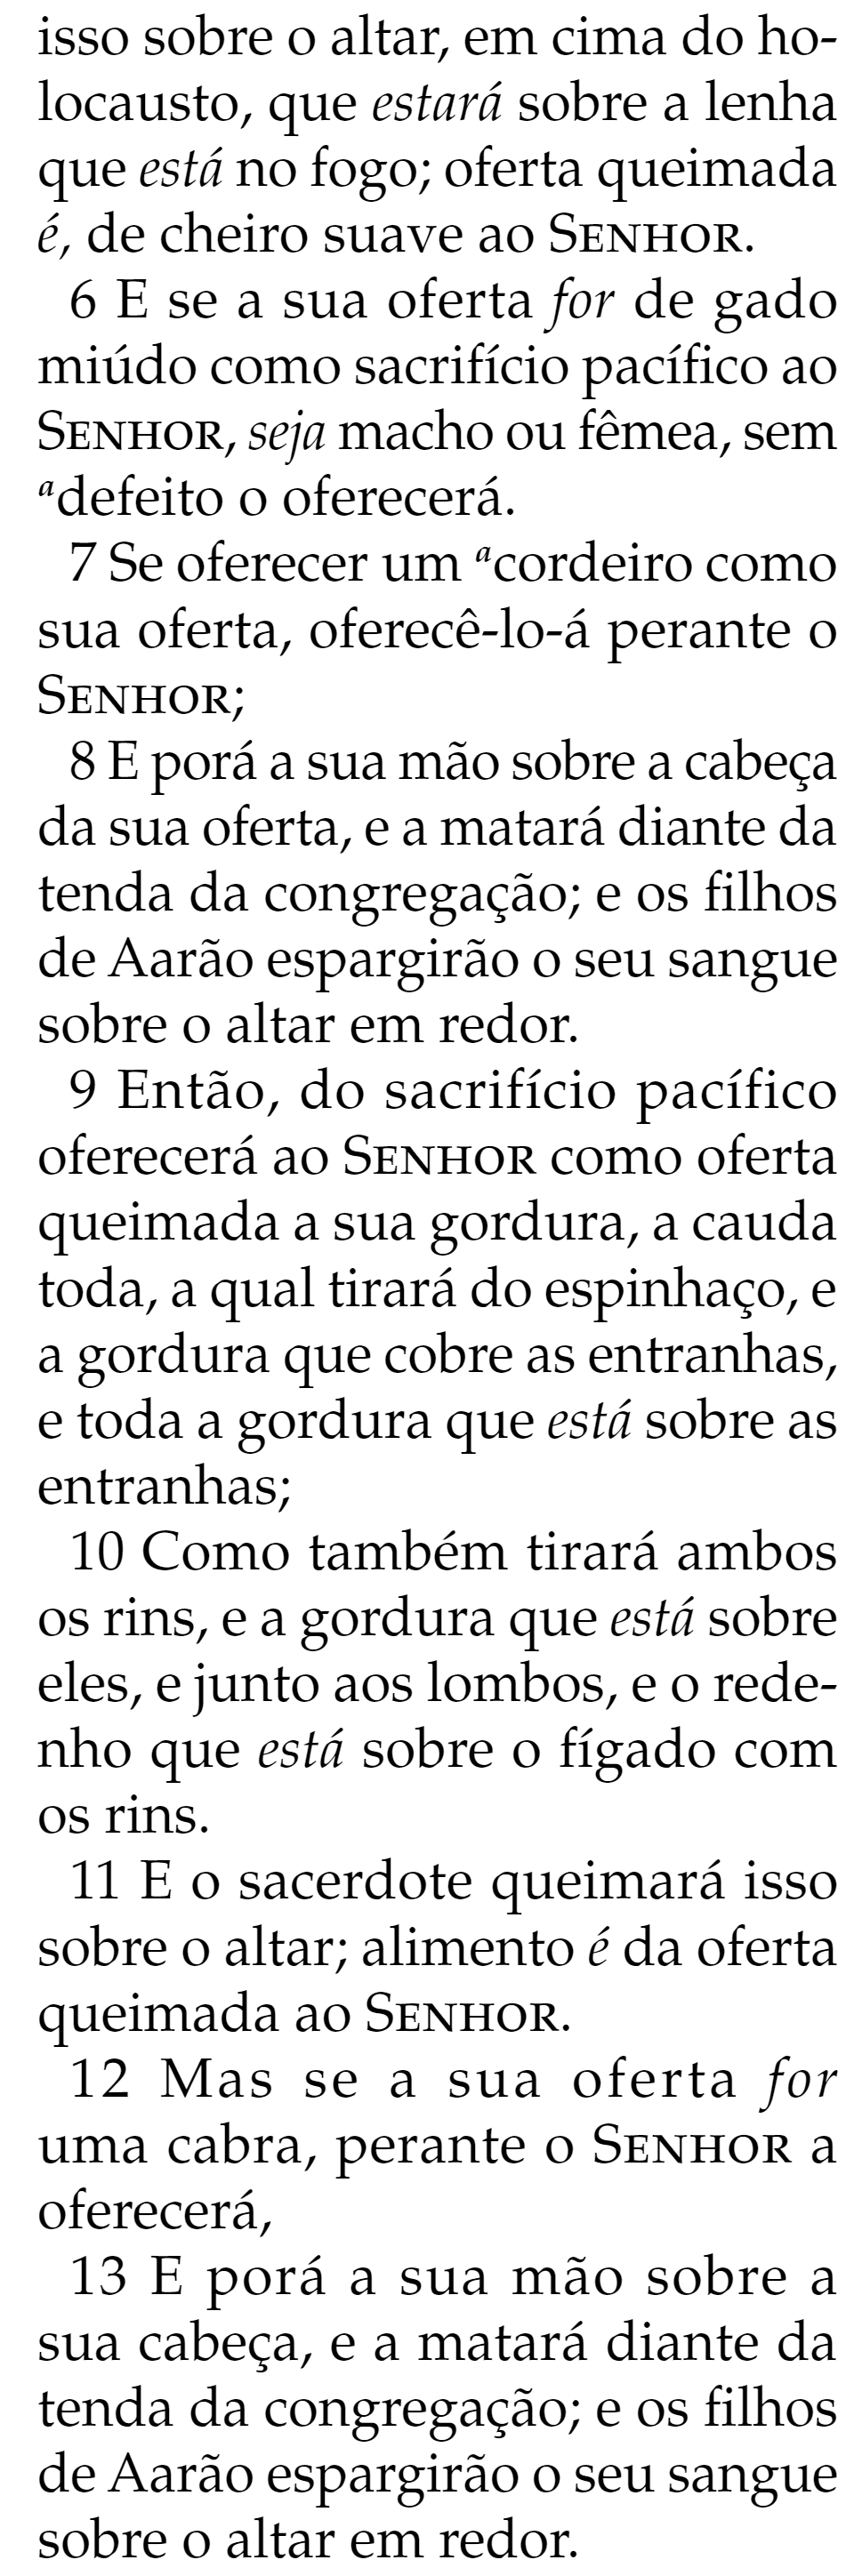 isso sobre o altar, em cima do ho-
locausto, que estará sobre a lenha
que está no fogo; oferta queimada
é, de cheiro suave ao SENHOR.
6 E se a sua oferta for de gado
miúdo como sacrifício pacífico ao
SENHOR, seja macho ou fêmea, sem
ᵃdefeito o oferecerá.
7 Se oferecer um ᵃcordeiro como
sua oferta, oferecê-lo-á perante o
SENHOR;
8 E porá a sua mão sobre a cabeça
da sua oferta, e a matará diante da
tenda da congregação; e os filhos
de Aarão espargirão o seu sangue
sobre o altar em redor.
9 Então, do sacrifício pacífico
oferecerá ao SENHOR como oferta
queimada a sua gordura, a cauda
toda, a qual tirará do espinhaço, e
a gordura que cobre as entranhas,
e toda a gordura que está sobre as
entranhas;
10 Como também tirará ambos
os rins, e a gordura que está sobre
eles, e junto aos lombos, e o rede-
nho que está sobre o fígado com
os rins.
11 E o sacerdote queimará isso
sobre o altar; alimento é da oferta
queimada ao SENHOR.
12 Mas se a sua oferta for
uma cabra, perante o SENHOR a
oferecerá,
13 E porá a sua mão sobre a
sua cabeça, e a matará diante da
tenda da congregação; e os filhos
de Aarão espargirão o seu sangue
sobre o altar em redor.